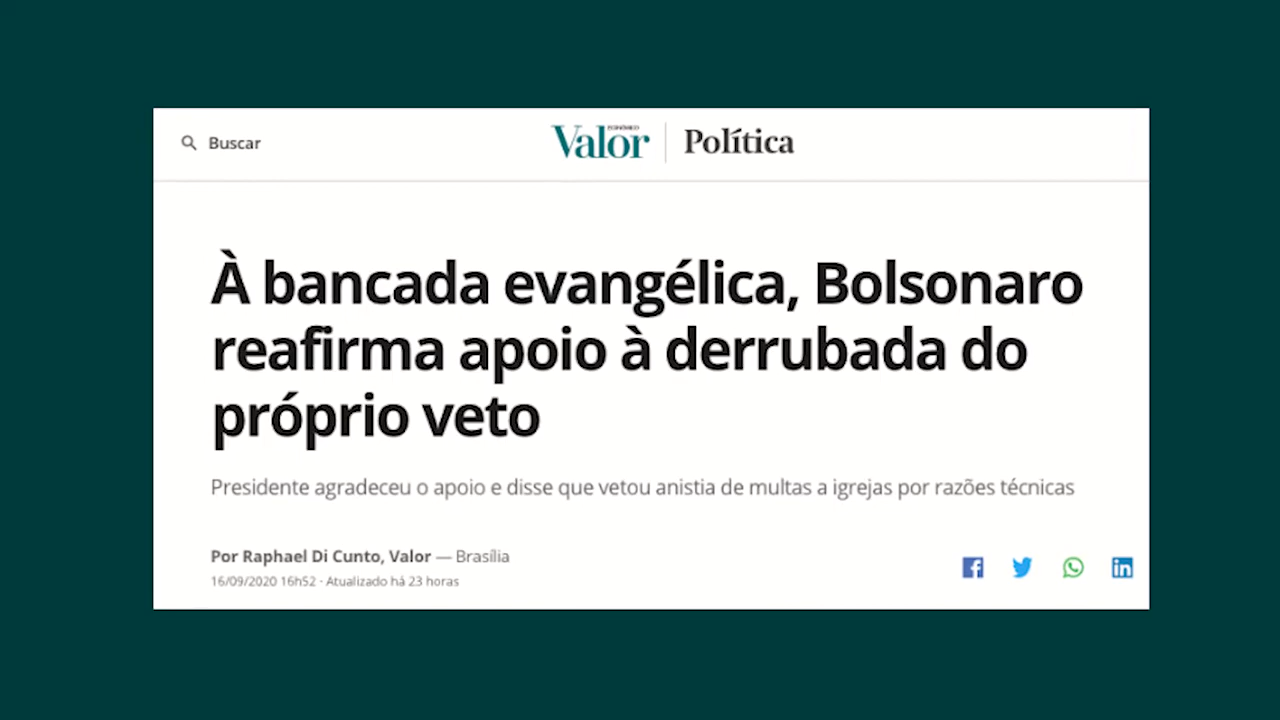 Buscar
Valor ECONÔMICO
Política
À bancada evangélica, Bolsonaro
reafirma apoio à derrubada do
próprio veto
Presidente agradeceu o apoio e disse que vetou anistia de multas a igrejas por razões técnicas
Por Raphael Di Cunto, Valor — Brasília
16/09/2020 16h52 · Atualizado há 23 horas